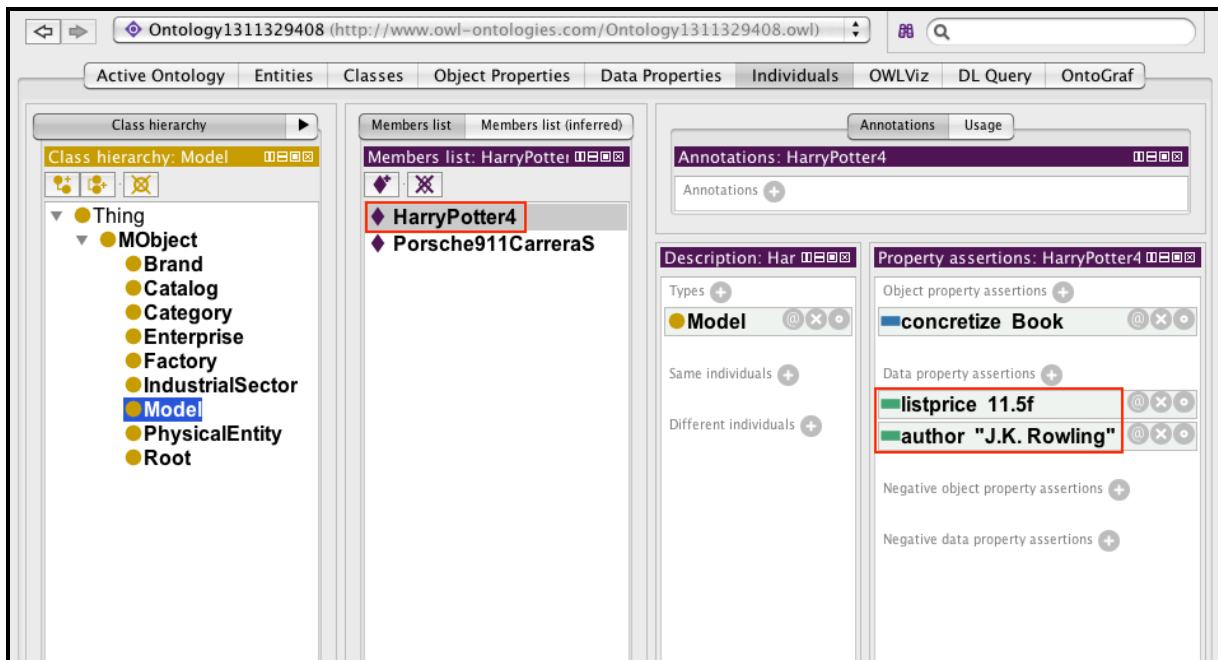 Ontology1311329408 (http://www.owl-ontologies.com/Ontology1311329408.owl)
Active Ontology Entities Classes Object Properties Data Properties Individuals OWLViz DL Query OntoGraf
Class hierarchy
Class hierarchy: Model
Thing
MObject
Brand
Catalog
Category
Enterprise
Factory
IndustrialSector
Model
PhysicalEntity
Root
Members list Members list (inferred)
Members list: HarryPotter
HarryPotter4
Porsche911CarreraS
Annotations Usage
Annotations: HarryPotter4
Annotations
Description: Har
Types
Model
Same individuals
Different individuals
Property assertions: HarryPotter4
Object property assertions
concretize Book
Data property assertions
listprice 11.5f
author "J.K. Rowling"
Negative object property assertions
Negative data property assertions